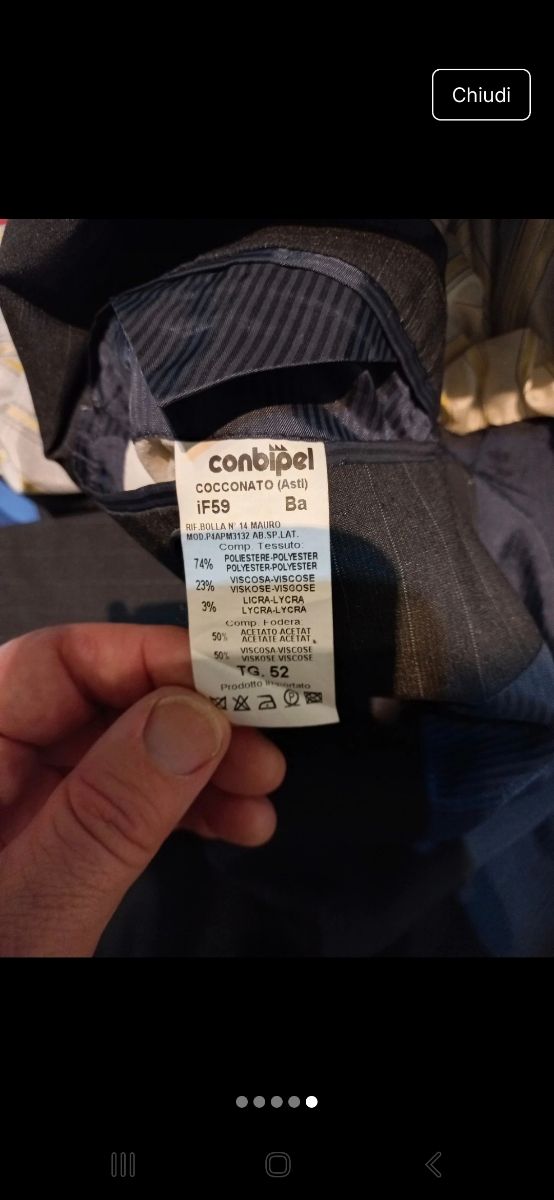 Chiudi
conbipel
COCCONATO (Asti)
iF59 Ba
RIF.BOLLA N° 14 MAURO
MOD.P4APM3132 AB.SP.LAT.
Comp. Tessuto:
74% POLIESTERE-POLYESTER
POLYESTER-POLYESTER
23% VISCOSA-VISCOSE
VISKOSE-VISCOSE
3% LICRA-LYCRA
LYCRA-LYCRA
Comp. Fodera
50% ACETATO ACETAT
ACETATE ACETAT
50% VISCOSA-VISCOSE
VISKOSE VISCOSE
TG. 52
Prodotto Importato
P